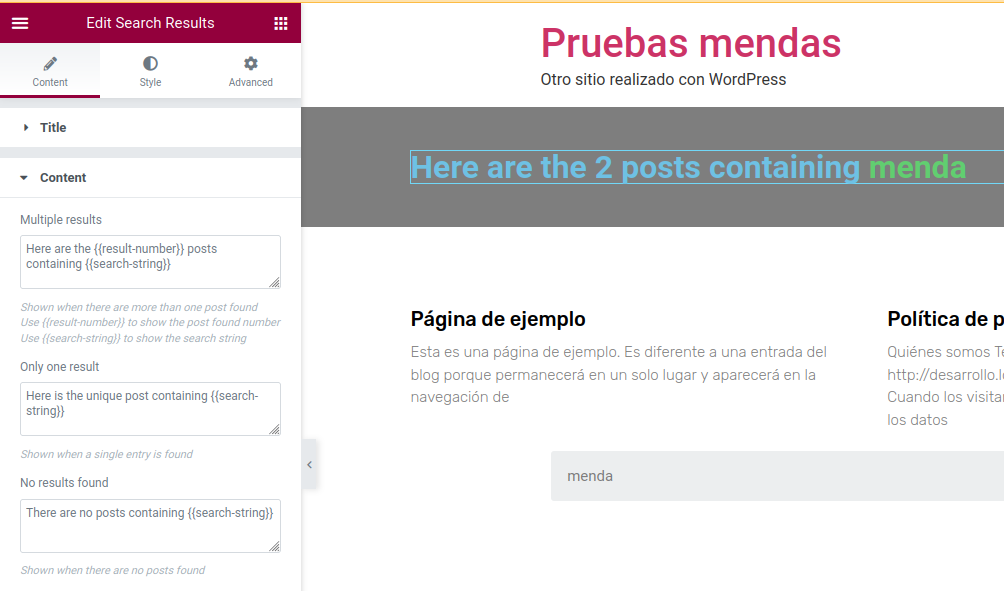 Edit Search Results
Content
Style
Advanced
Title
Content
Multiple results
Here are the {{result-number}} posts
containing {{search-string}}
Shown when there are more than one post found
Use {{result-number}} to show the post found number
Use {{search-string}} to show the search string
Only one result
Here is the unique post containing {{search-
string}}
Shown when a single entry is found
No results found
There are no posts containing {{search-string}}
Shown when there are no posts found
Pruebas mendas
Otro sitio realizado con WordPress
Here are the 2 posts containing menda
Página de ejemplo
Esta es una página de ejemplo. Es diferente a una entrada del
blog porque permanecerá en un solo lugar y aparecerá en la
navegación de
Política de p
Quiénes somos Te
http://desarrollo.l
Cuando los visita
los datos
menda